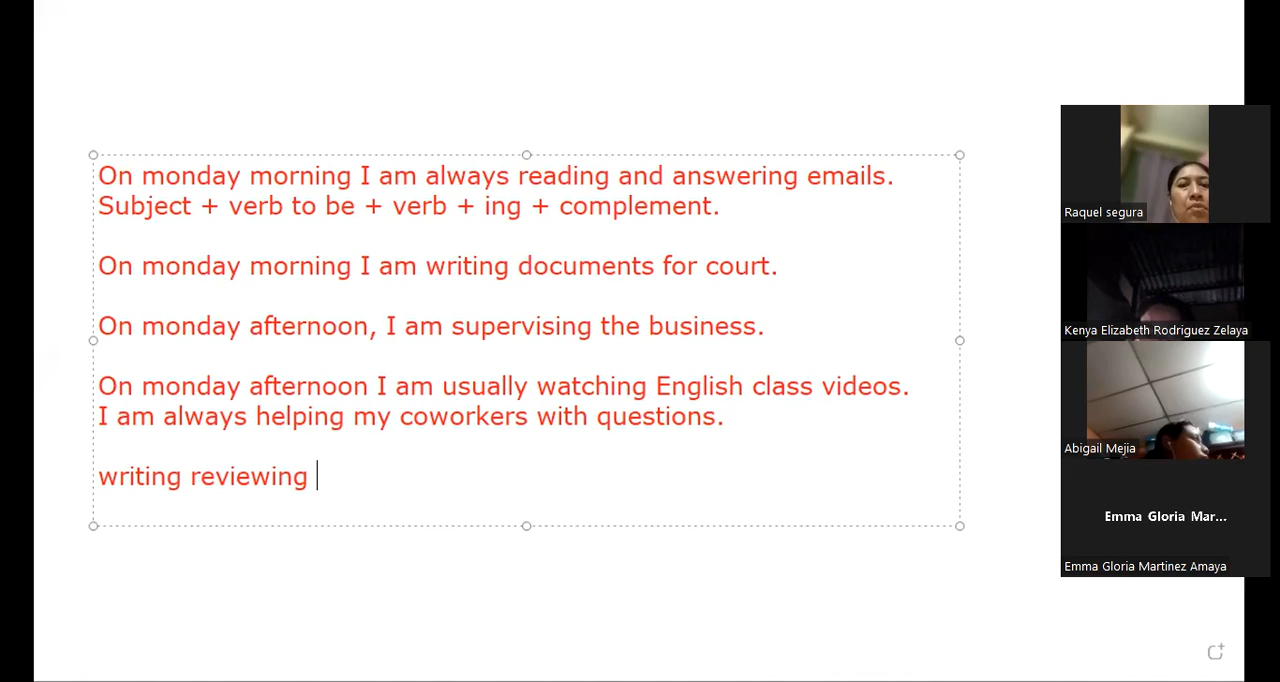 On monday morning I am always reading and answering emails.
Subject + verb to be + verb + ing + complement.
On monday morning I am writing documents for court.
On monday afternoon, I am supervising the business.
On monday afternoon I am usually watching English class videos.
I am always helping my coworkers with questions.
writing reviewing
Raquel segura
Kenya Elizabeth Rodriguez Zelaya
Abigail Mejia
Emma Gloria Mar...
Emma Gloria Martinez Amaya